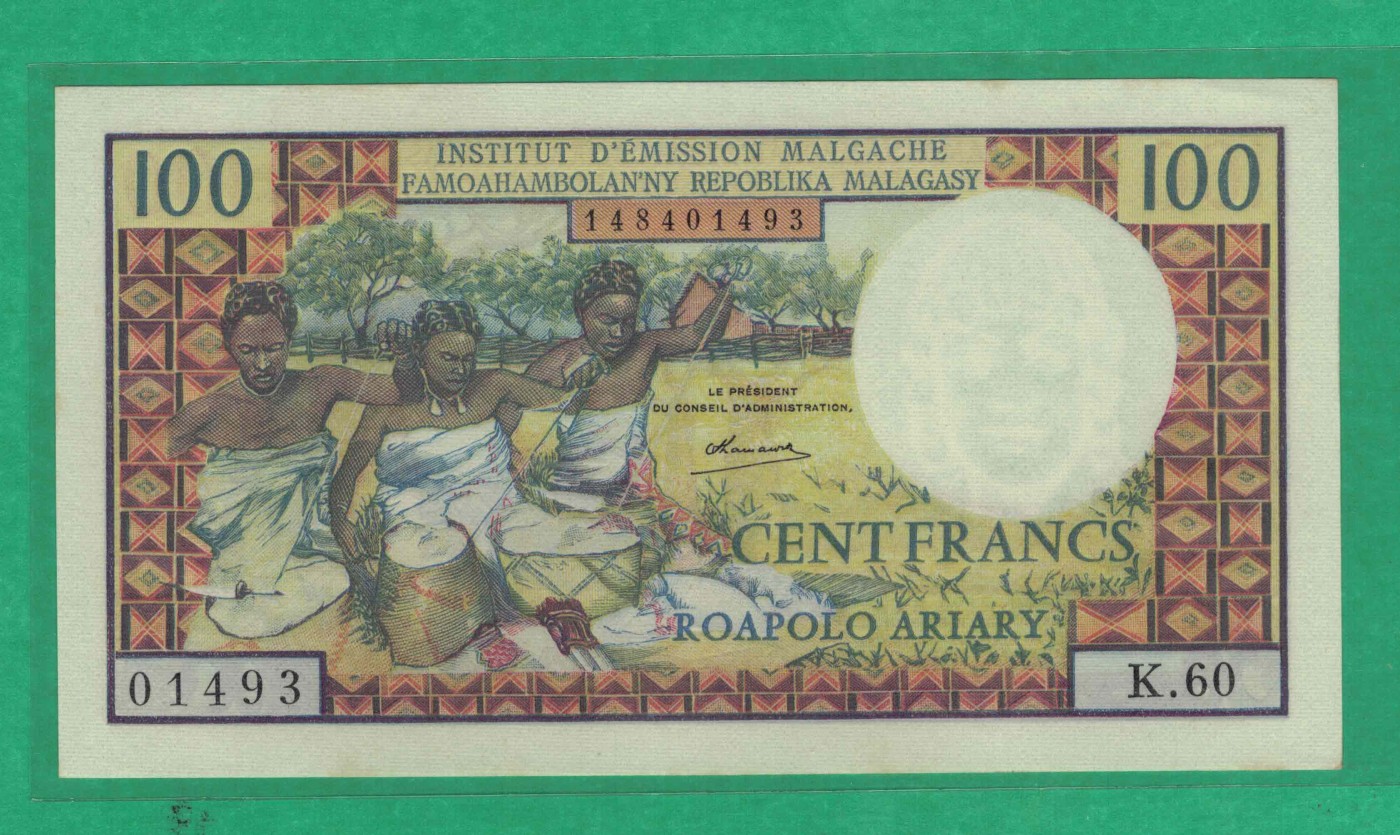 100
INSTITUT D'ÉMISSION MALGACHE
100
FAMOAHAMBOLAN'NY REPOBLIKA MALAGASY
148401493
LE PRÉSIDENT
DU CONSEIL D'ADMINISTRATION,
CENT FRANCS
ROAPOLO ARIARY
01493
K.60